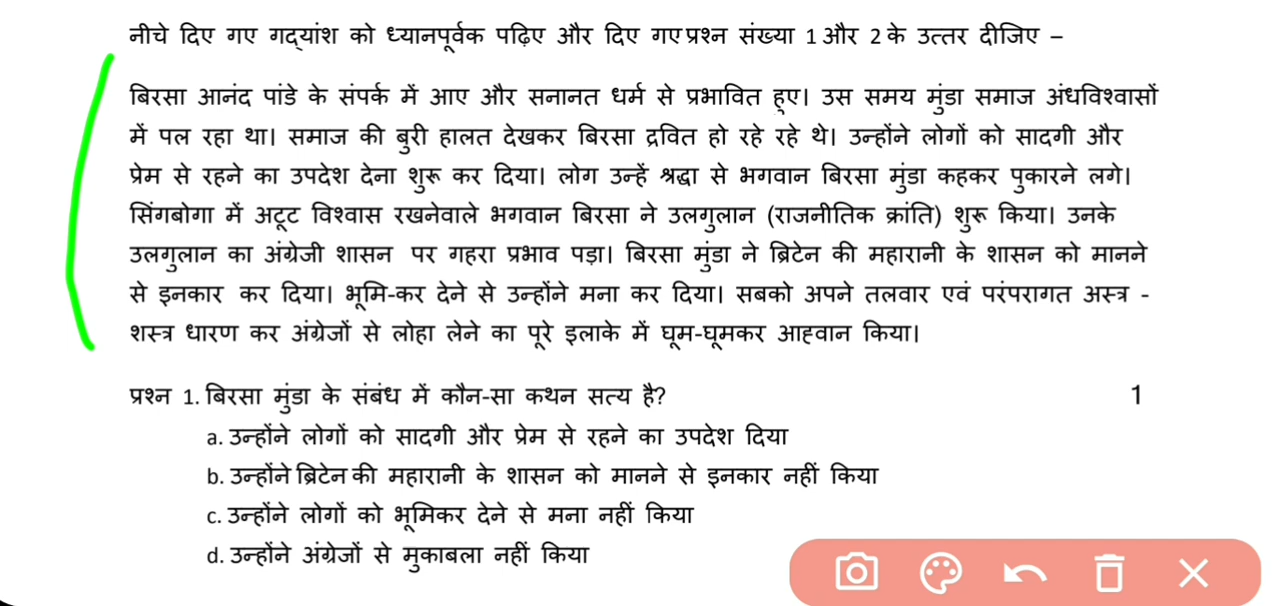 नीचे दिए गए गद्यांश को ध्यानपूर्वक पढ़िए और दिए गए प्रश्न संख्या 1 और 2 के उत्तर दीजिए –
बिरसा आनंद पांडे के संपर्क में आए और सनानत धर्म से प्रभावित हुए। उस समय मुंडा समाज अंधविश्वासों
में पल रहा था। समाज की बुरी हालत देखकर बिरसा द्रवित हो रहे रहे थे। उन्होंने लोगों को सादगी और
प्रेम से रहने का उपदेश देना शुरू कर दिया। लोग उन्हें श्रद्धा से भगवान बिरसा मुंडा कहकर पुकारने लगे।
सिंगबोगा में अटूट विश्वास रखनेवाले भगवान बिरसा ने उलगुलान (राजनीतिक क्रांति) शुरू किया। उनके
उलगुलान का अंग्रेजी शासन पर गहरा प्रभाव पड़ा। बिरसा मुंडा ने ब्रिटेन की महारानी के शासन को मानने
से इनकार कर दिया। भूमि-कर देने से उन्होंने मना कर दिया। सबको अपने तलवार एवं परंपरागत अस्त्र -
शस्त्र धारण कर अंग्रेजों से लोहा लेने का पूरे इलाके में घूम-घूमकर आह्वान किया।
प्रश्न 1. बिरसा मुंडा के संबंध में कौन-सा कथन सत्य है? 1
a. उन्होंने लोगों को सादगी और प्रेम से रहने का उपदेश दिया
b. उन्होंने ब्रिटेन की महारानी के शासन को मानने से इनकार नहीं किया
c. उन्होंने लोगों को भूमिकर देने से मना नहीं किया
d. उन्होंने अंग्रेजों से मुकाबला नहीं किया